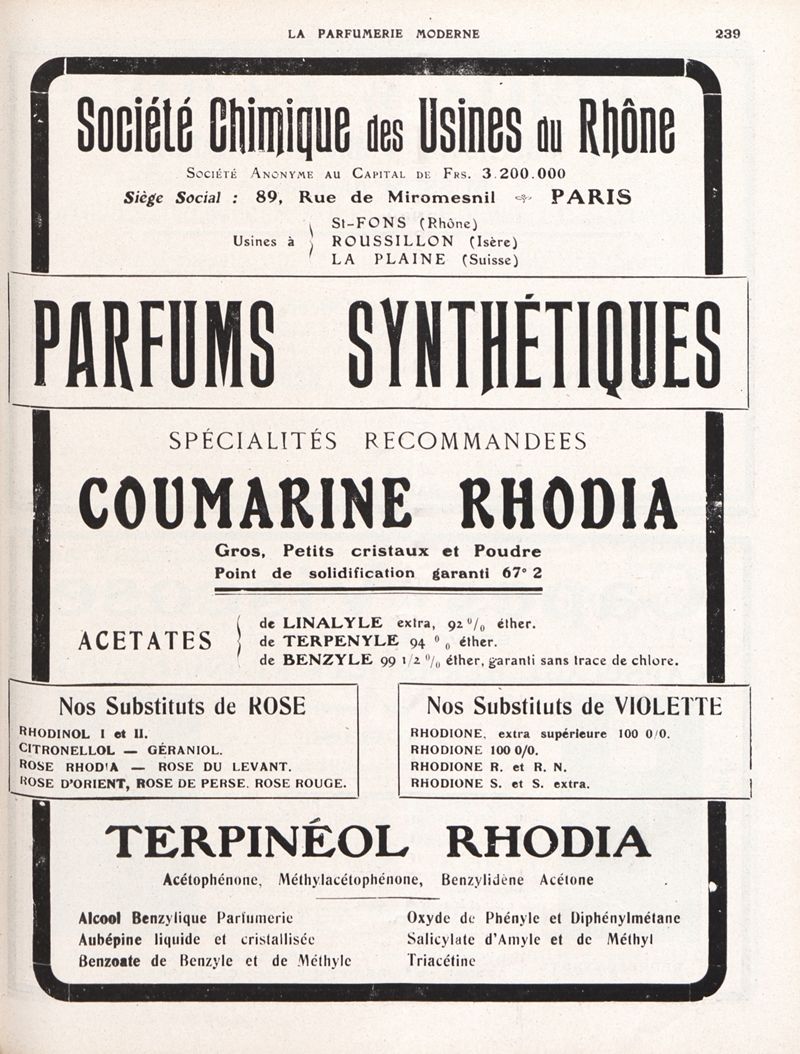 LA PARFUMERIE MODERNE 239
Société Chimique des Usines du Rhône
SOCIÉTÉ ANONYME AU CAPITAL DE FRS. 3.200.000
Siège Social : 89, Rue de Miromesnil PARIS
Usines à
St-FONS (Rhône)
ROUSSILLON (Isère)
LA PLAINE (Suisse)
PARFUMS SYNTHÉTIQUES
SPÉCIALITÉS RECOMMANDEES
COUMARINE RHODIA
Gros, Petits cristaux et Poudre
Point de solidification garanti 67° 2
ACETATES
de LINALYLE extra, 92 % éther.
de TERPENYLE 94 % éther.
de BENZYLE 99 1/2 % éther, garanti sans trace de chlore.
Nos Substituts de ROSE
RHODINOL I et II.
CITRONELLOL — GÉRANIOL.
ROSE RHODIA — ROSE DU LEVANT.
ROSE D'ORIENT, ROSE DE PERSE. ROSE ROUGE.
Nos Substituts de VIOLETTE
RHODIONE, extra supérieure 100 0/0.
RHODIONE 100 0/0.
RHODIONE R. et R. N.
RHODIONE S. et S. extra.
TERPINÉOL RHODIA
Acétophénone, Méthylacétophénone, Benzylidène Acétone
Alcool Benzylique Parfumerie
Aubépine liquide et cristallisée
Benzoate de Benzyle et de Méthyle
Oxyde de Phényle et Diphénylmétane
Salicylate d'Amyle et de Méthyl
Triacétine